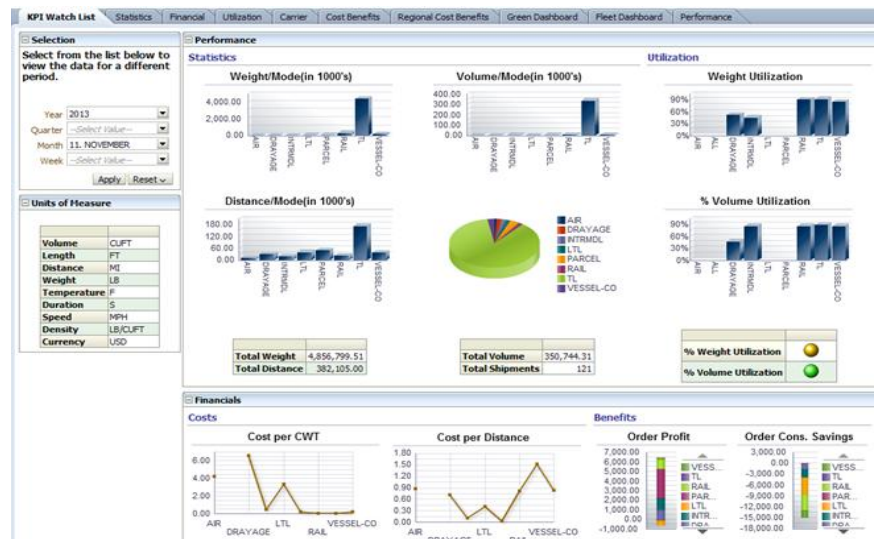 KPI Watch List Statistics Financial Utilization Carrier Cost Benefits Regional Cost Benefits Green Dashboard Fleet Dashboard Performance
Selection
Select from the list below to
view the data for a different
period.
Year 2013
Quarter --Select Value--
Month 11. NOVEMBER
Week --Select Value--
Apply Reset
Units of Measure
Volume CUFT
Length FT
Distance MI
Weight LB
Temperature F
Duration S
Speed MPH
Density LB/CUFT
Currency USD
Performance
Statistics
Weight/Mode(in 1000's)
4,000.00
2,000.00
0.00
AIR DRAYAGE INTRMDL LTL PARCEL RAIL TL VESSEL-CO
Volume/Mode(in 1000's)
400.00
300.00
200.00
100.00
0.00
AIR DRAYAGE INTRMDL LTL PARCEL RAIL TL VESSEL-CO
Utilization
Weight Utilization
90%
60%
30%
0%
AIR ALL DRAYAGE INTRMDL LTL PARCEL RAIL TL VESSEL-CO
Distance/Mode(in 1000's)
180.00
120.00
60.00
0.00
AIR DRAYAGE INTRMDL LTL PARCEL RAIL TL VESSEL-CO
AIR
DRAYAGE
INTRMDL
LTL
PARCEL
RAIL
TL
VESSEL-CO
% Volume Utilization
90%
60%
30%
0%
AIR ALL DRAYAGE INTRMDL LTL PARCEL RAIL TL VESSEL-CO
Total Weight 4,856,799.51
Total Distance 382,105.00
Total Volume 350,744.31
Total Shipments 121
% Weight Utilization
% Volume Utilization
Financials
Costs
Cost per CWT
6.00
4.00
2.00
0.00
AIR LTL VESSEL-CO
DRAYAGE RAIL
Cost per Distance
1.80
1.50
1.20
0.90
0.60
0.30
0.00
AIR LTL VESSEL-CO
Benefits
Order Profit
7,000.00
6,000.00
5,000.00
4,000.00
3,000.00
2,000.00
1,000.00
0.00
-1,000.00
VESS...
TL
RAIL
PAR...
LTL
INTR...
Order Cons. Savings
3,000.00
0.00
-3,000.00
-6,000.00
-9,000.00
-12,000.00
-15,000.00
-18,000.00
VESS...
TL
RAIL
PAR...
LTL
INTR...